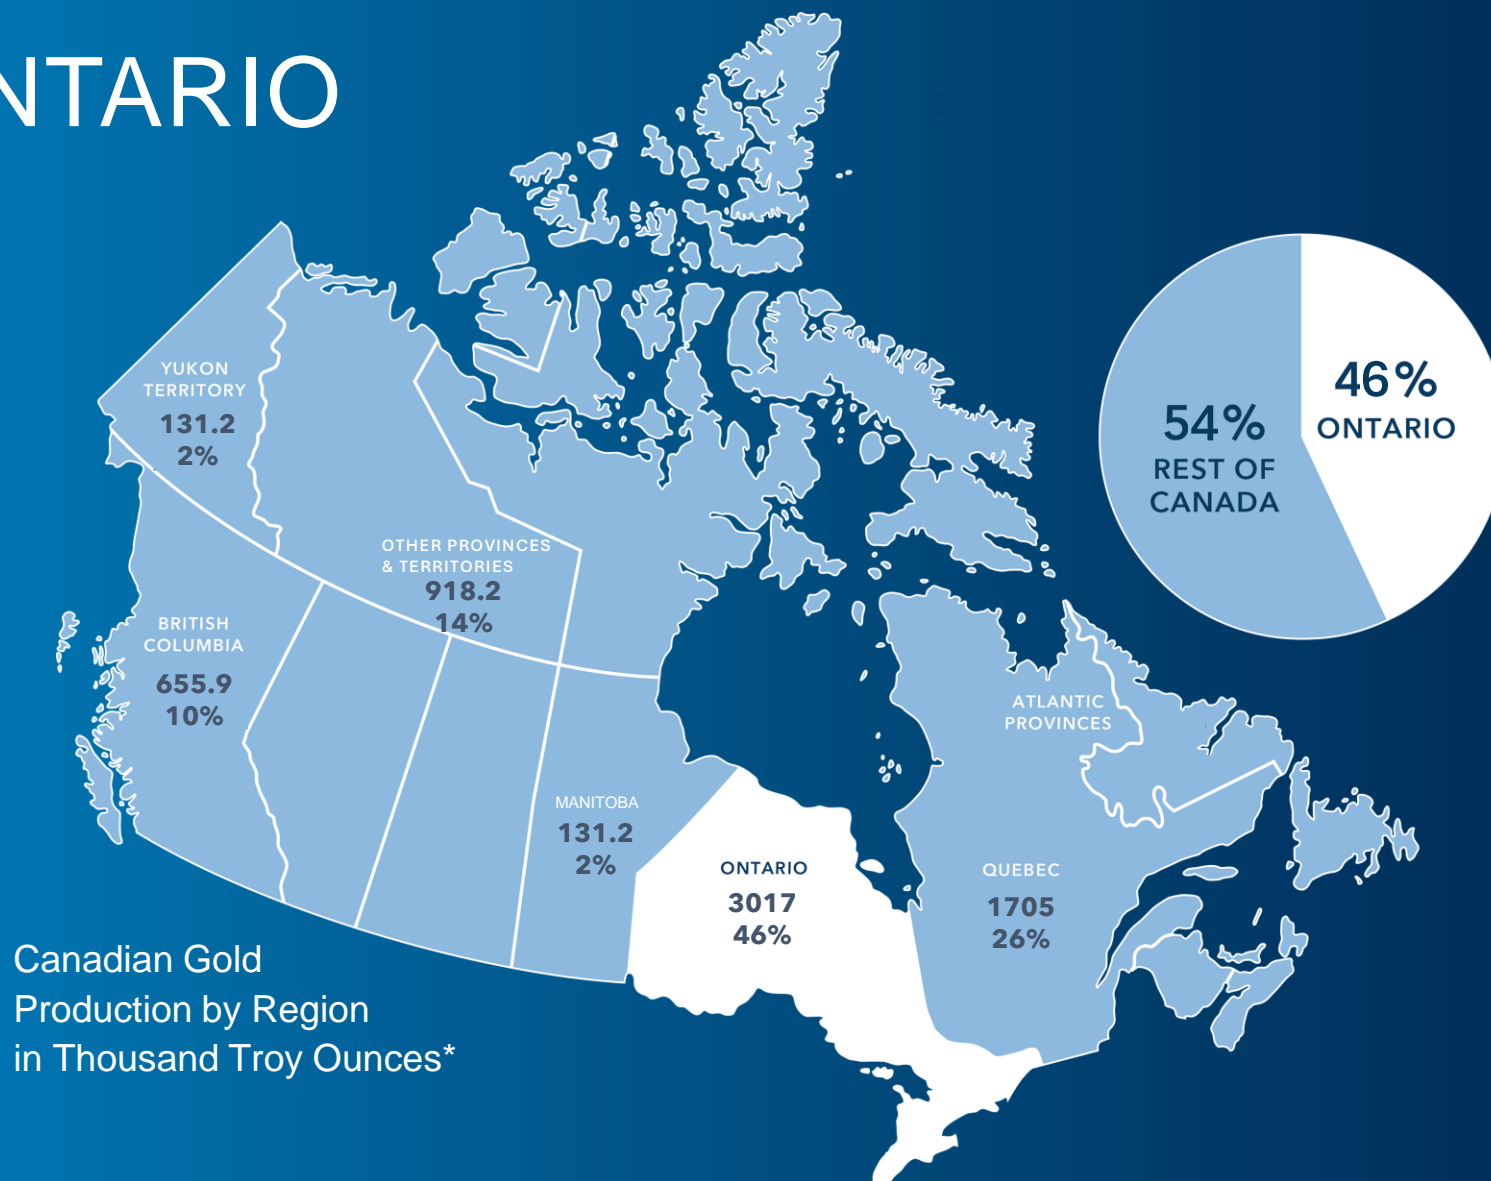 NTARIO
6
YUKON
TERRITORY
131.2
2%
OTHER PROVINCES
& TERRITORIES
918.2
14%
BRITISH
COLUMBIA
655.9
10%
MANITOBA
131.2
2%
ONTARIO
3017
46%
QUEBEC
1705
26%
ATLANTIC
PROVINCES
54%
REST OF
CANADA
46%
ONTARIO
Canadian Gold
Production by Region
in Thousand Troy Ounces*